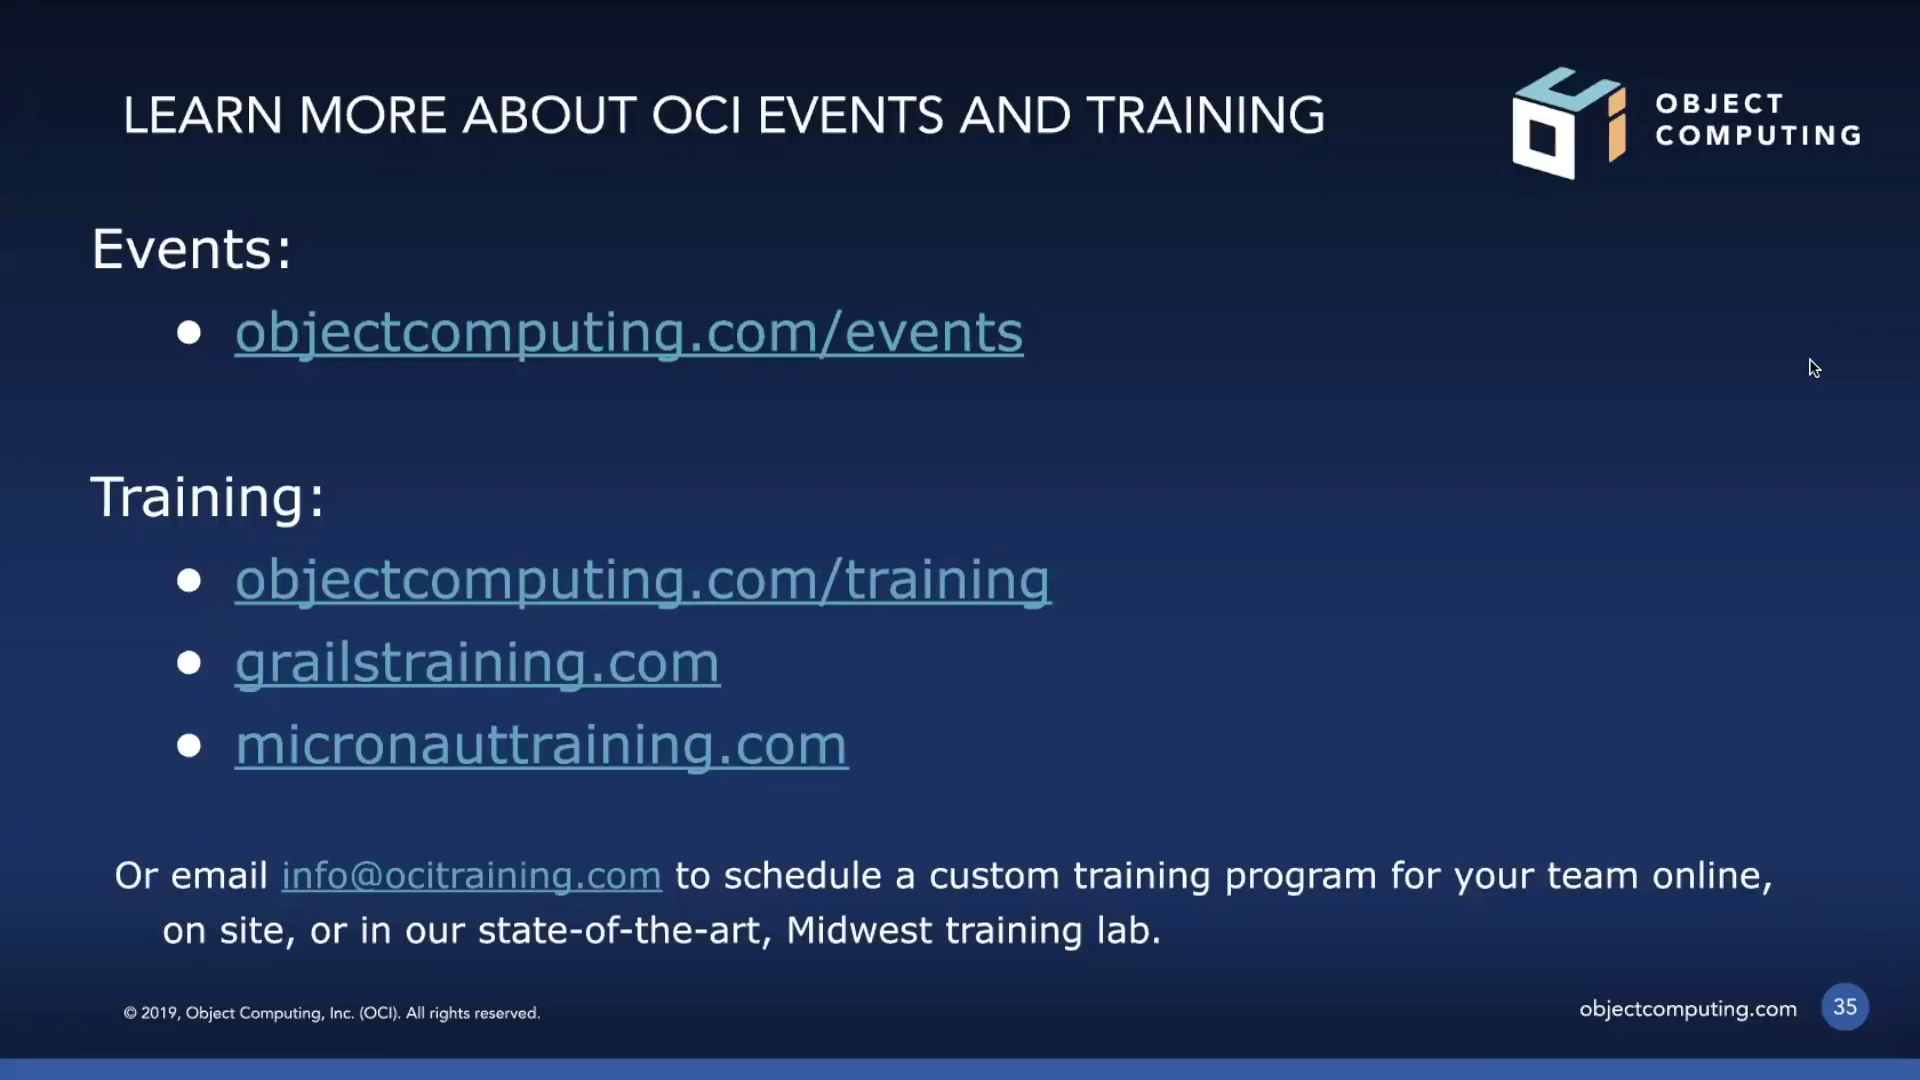 LEARN MORE ABOUT OCI EVENTS AND TRAINING
OBJECT
COMPUTING
Events:
● objectcomputing.com/events
Training:
● objectcomputing.com/training
● grailstraining.com
● micronauttraining.com
Or email info@ocitraining.com to schedule a custom training program for your team online,
on site, or in our state-of-the-art, Midwest training lab.
© 2019, Object Computing, Inc. (OCI). All rights reserved.
objectcomputing.com 35